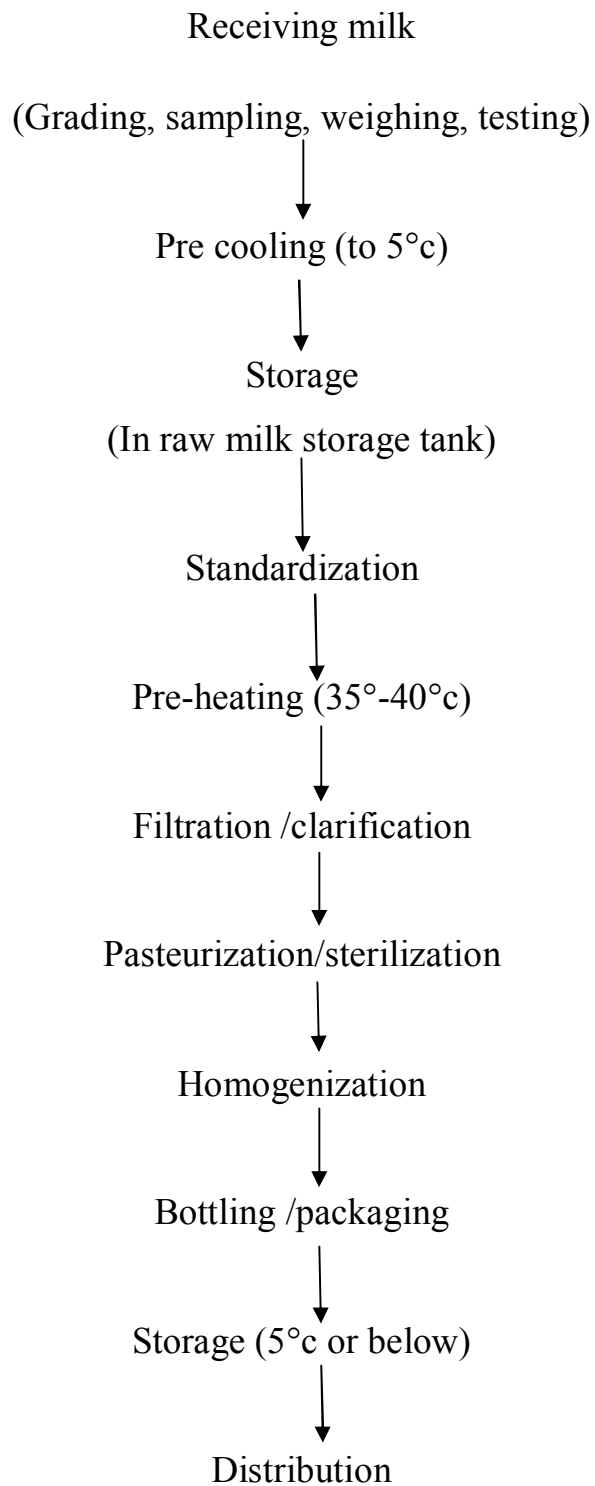 Receiving milk
(Grading, sampling, weighing, testing)
Pre cooling (to 5°c)
Storage
(In raw milk storage tank)
Standardization
Pre-heating (35°-40°c)
Filtration /clarification
Pasteurization/sterilization
Homogenization
Bottling /packaging
Storage (5°c or below)
Distribution